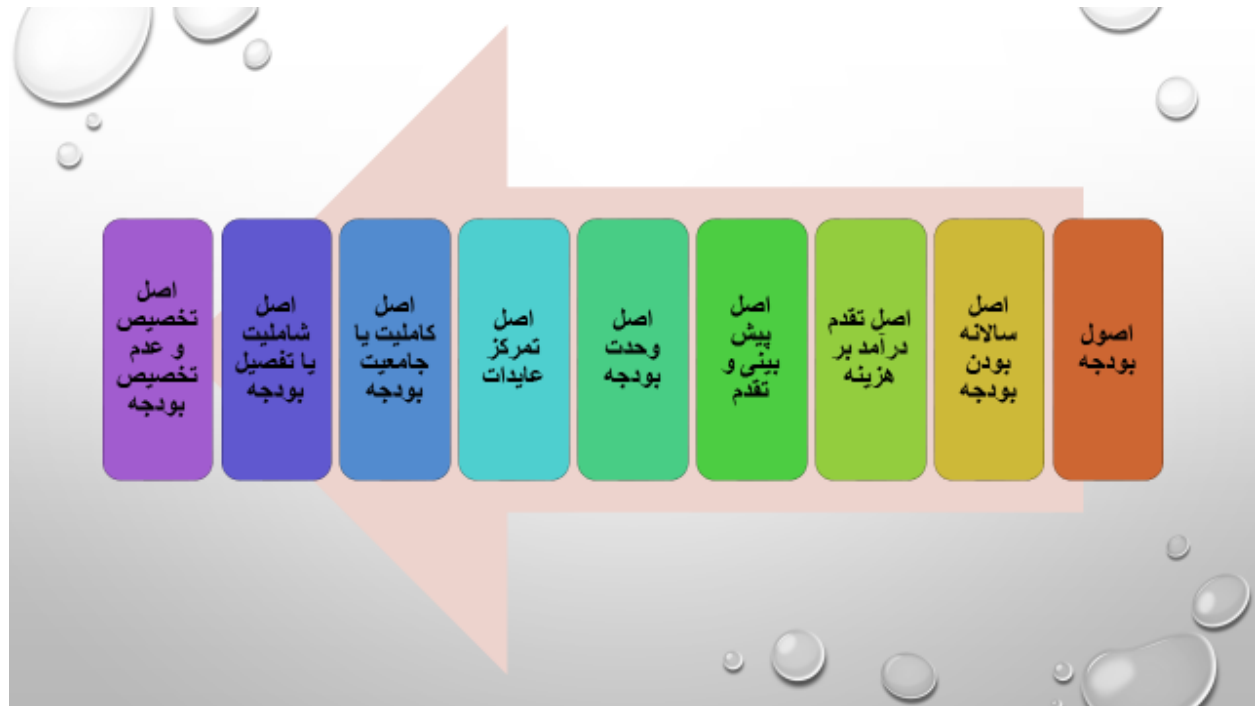 اصول
بودجه
اصل
سالانه
بودن
بودجه
اصل تقدم
درآمد بر
هزینه
اصل
پیش
بینی و
تقدم
اصل
وحدت
بودجه
اصل
تمرکز
عایدات
اصل
کاملیت یا
جامعیت
بودجه
اصل
شاملیت
یا تفصیل
بودجه
اصل
تخصیص
و عدم
تخصیص
بودجه